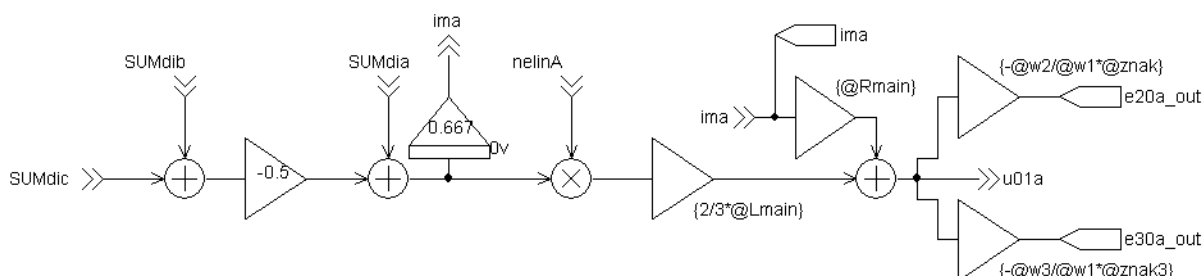 ima
SUMdib
SUMdia
nelinA
ima
{-@w2/@w1*@znak}
{@Rmain}
e20a_out
0.667
0v
ima
-0.5
SUMdic
u01a
{2/3*@Lmain}
e30a_out
{-@w3/@w1*@znak3}